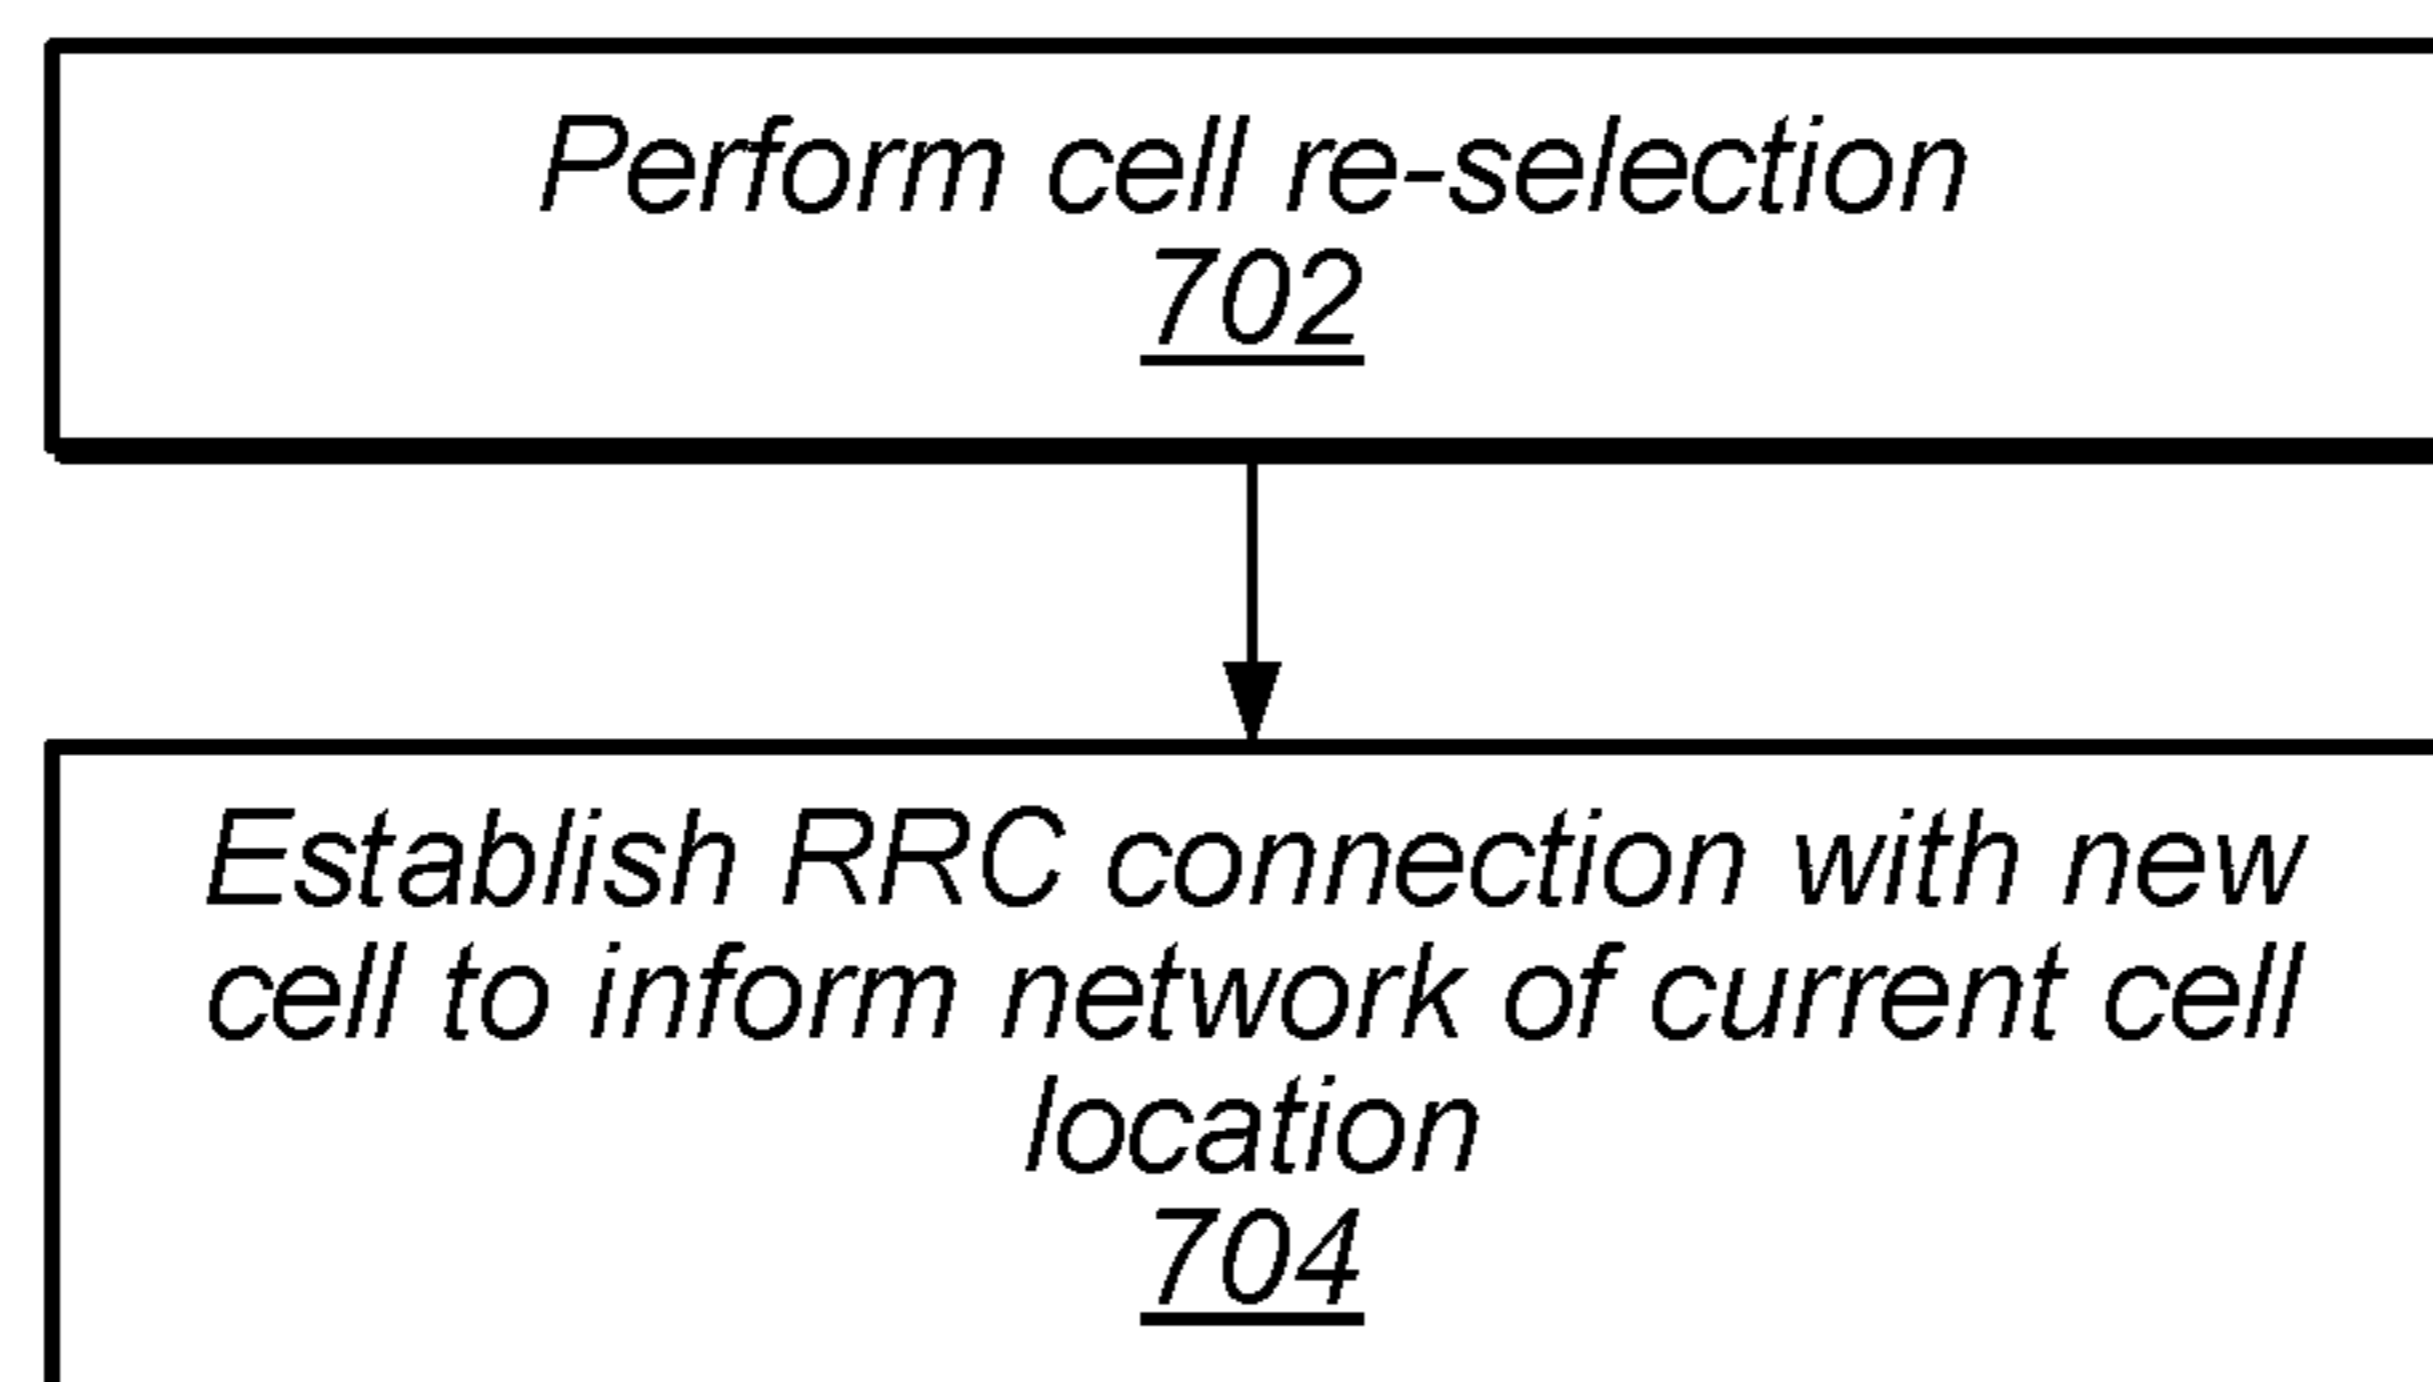 Perform cell re-selection
702
Establish RRC connection with new
cell to inform network of current cell
location
704